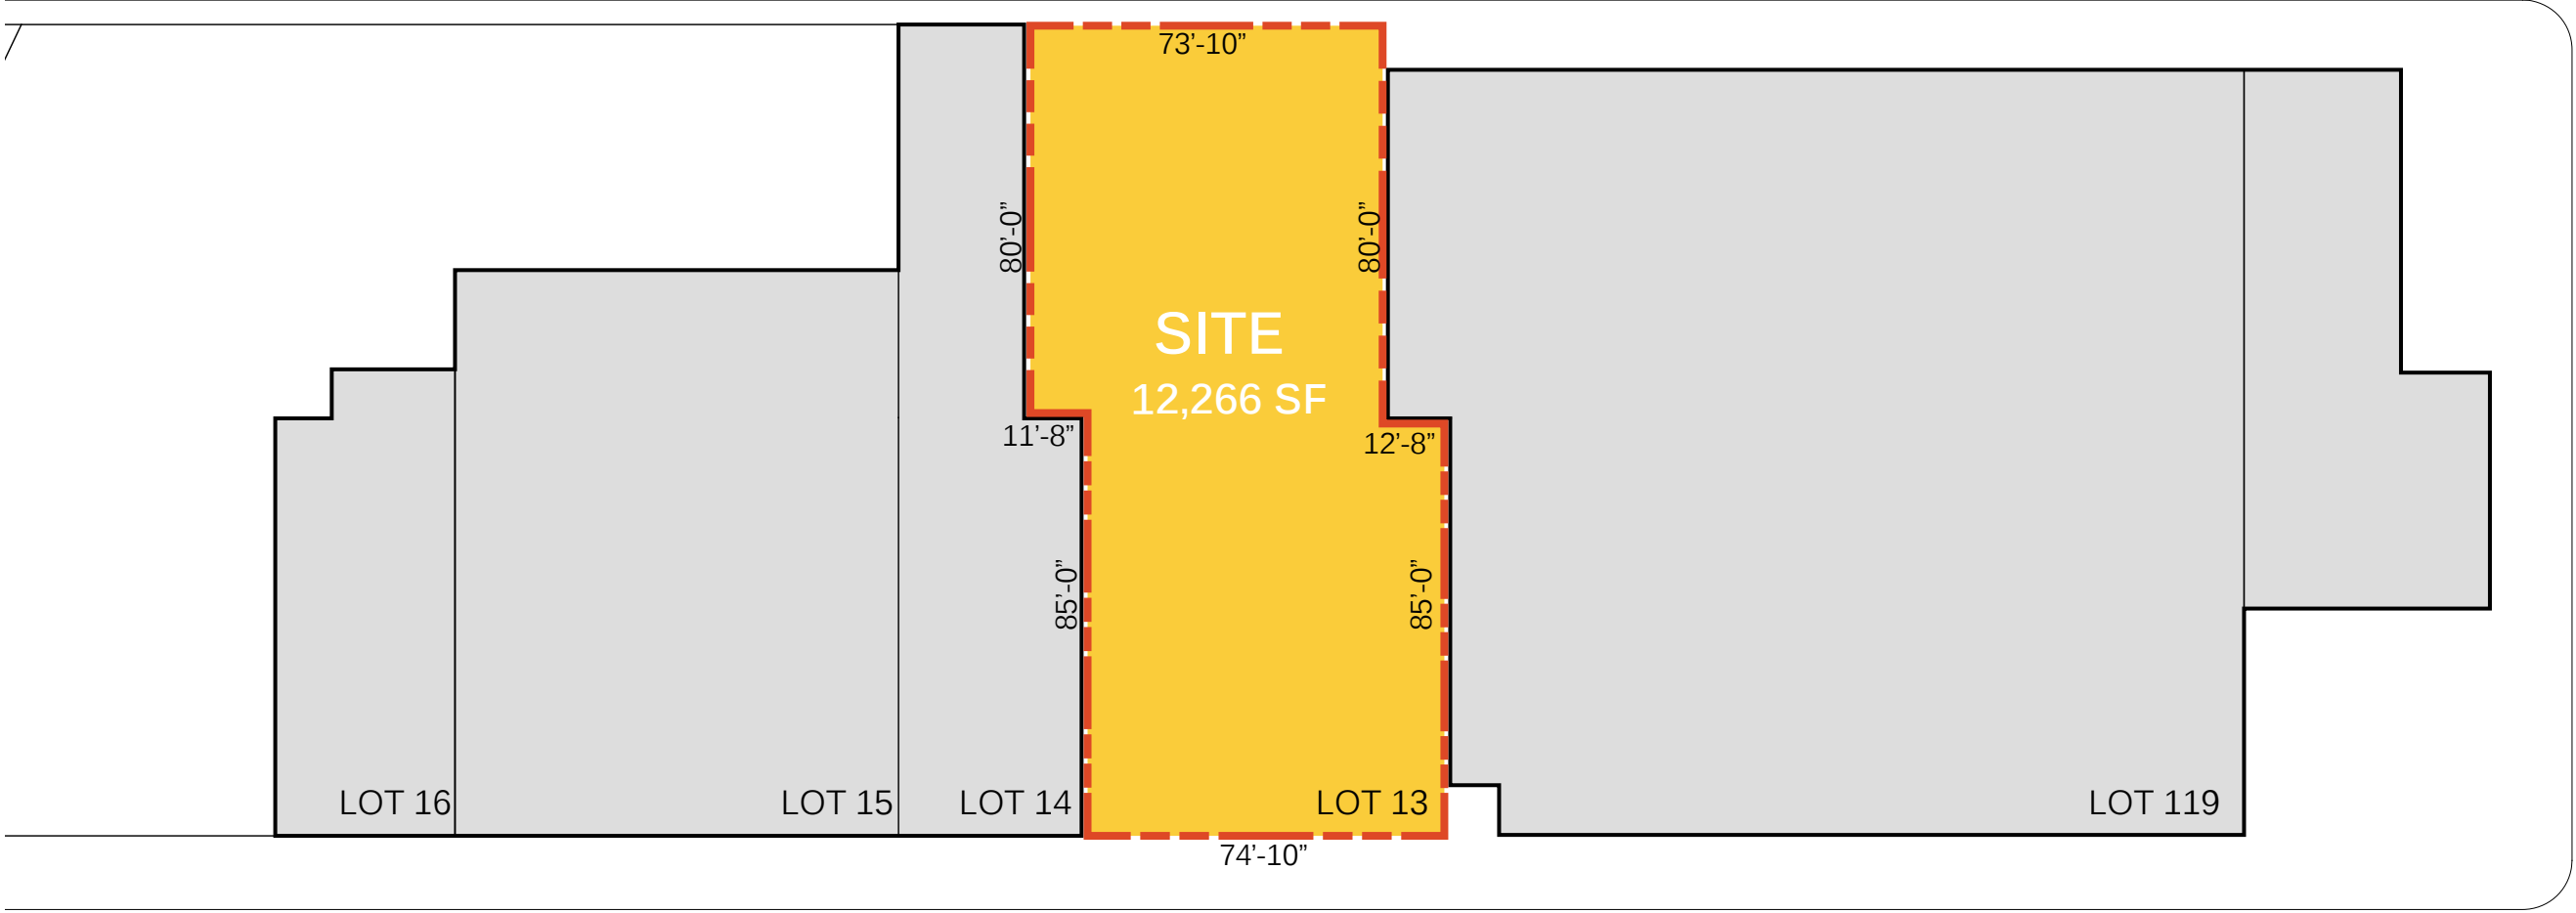 73’-10”
80’-0”
80’-0”
SITE
12,266 SF
11’-8”
12’-8”
85’-0”
85’-0”
LOT 16
LOT 15
LOT 14
LOT 13
LOT 119
74’-10”